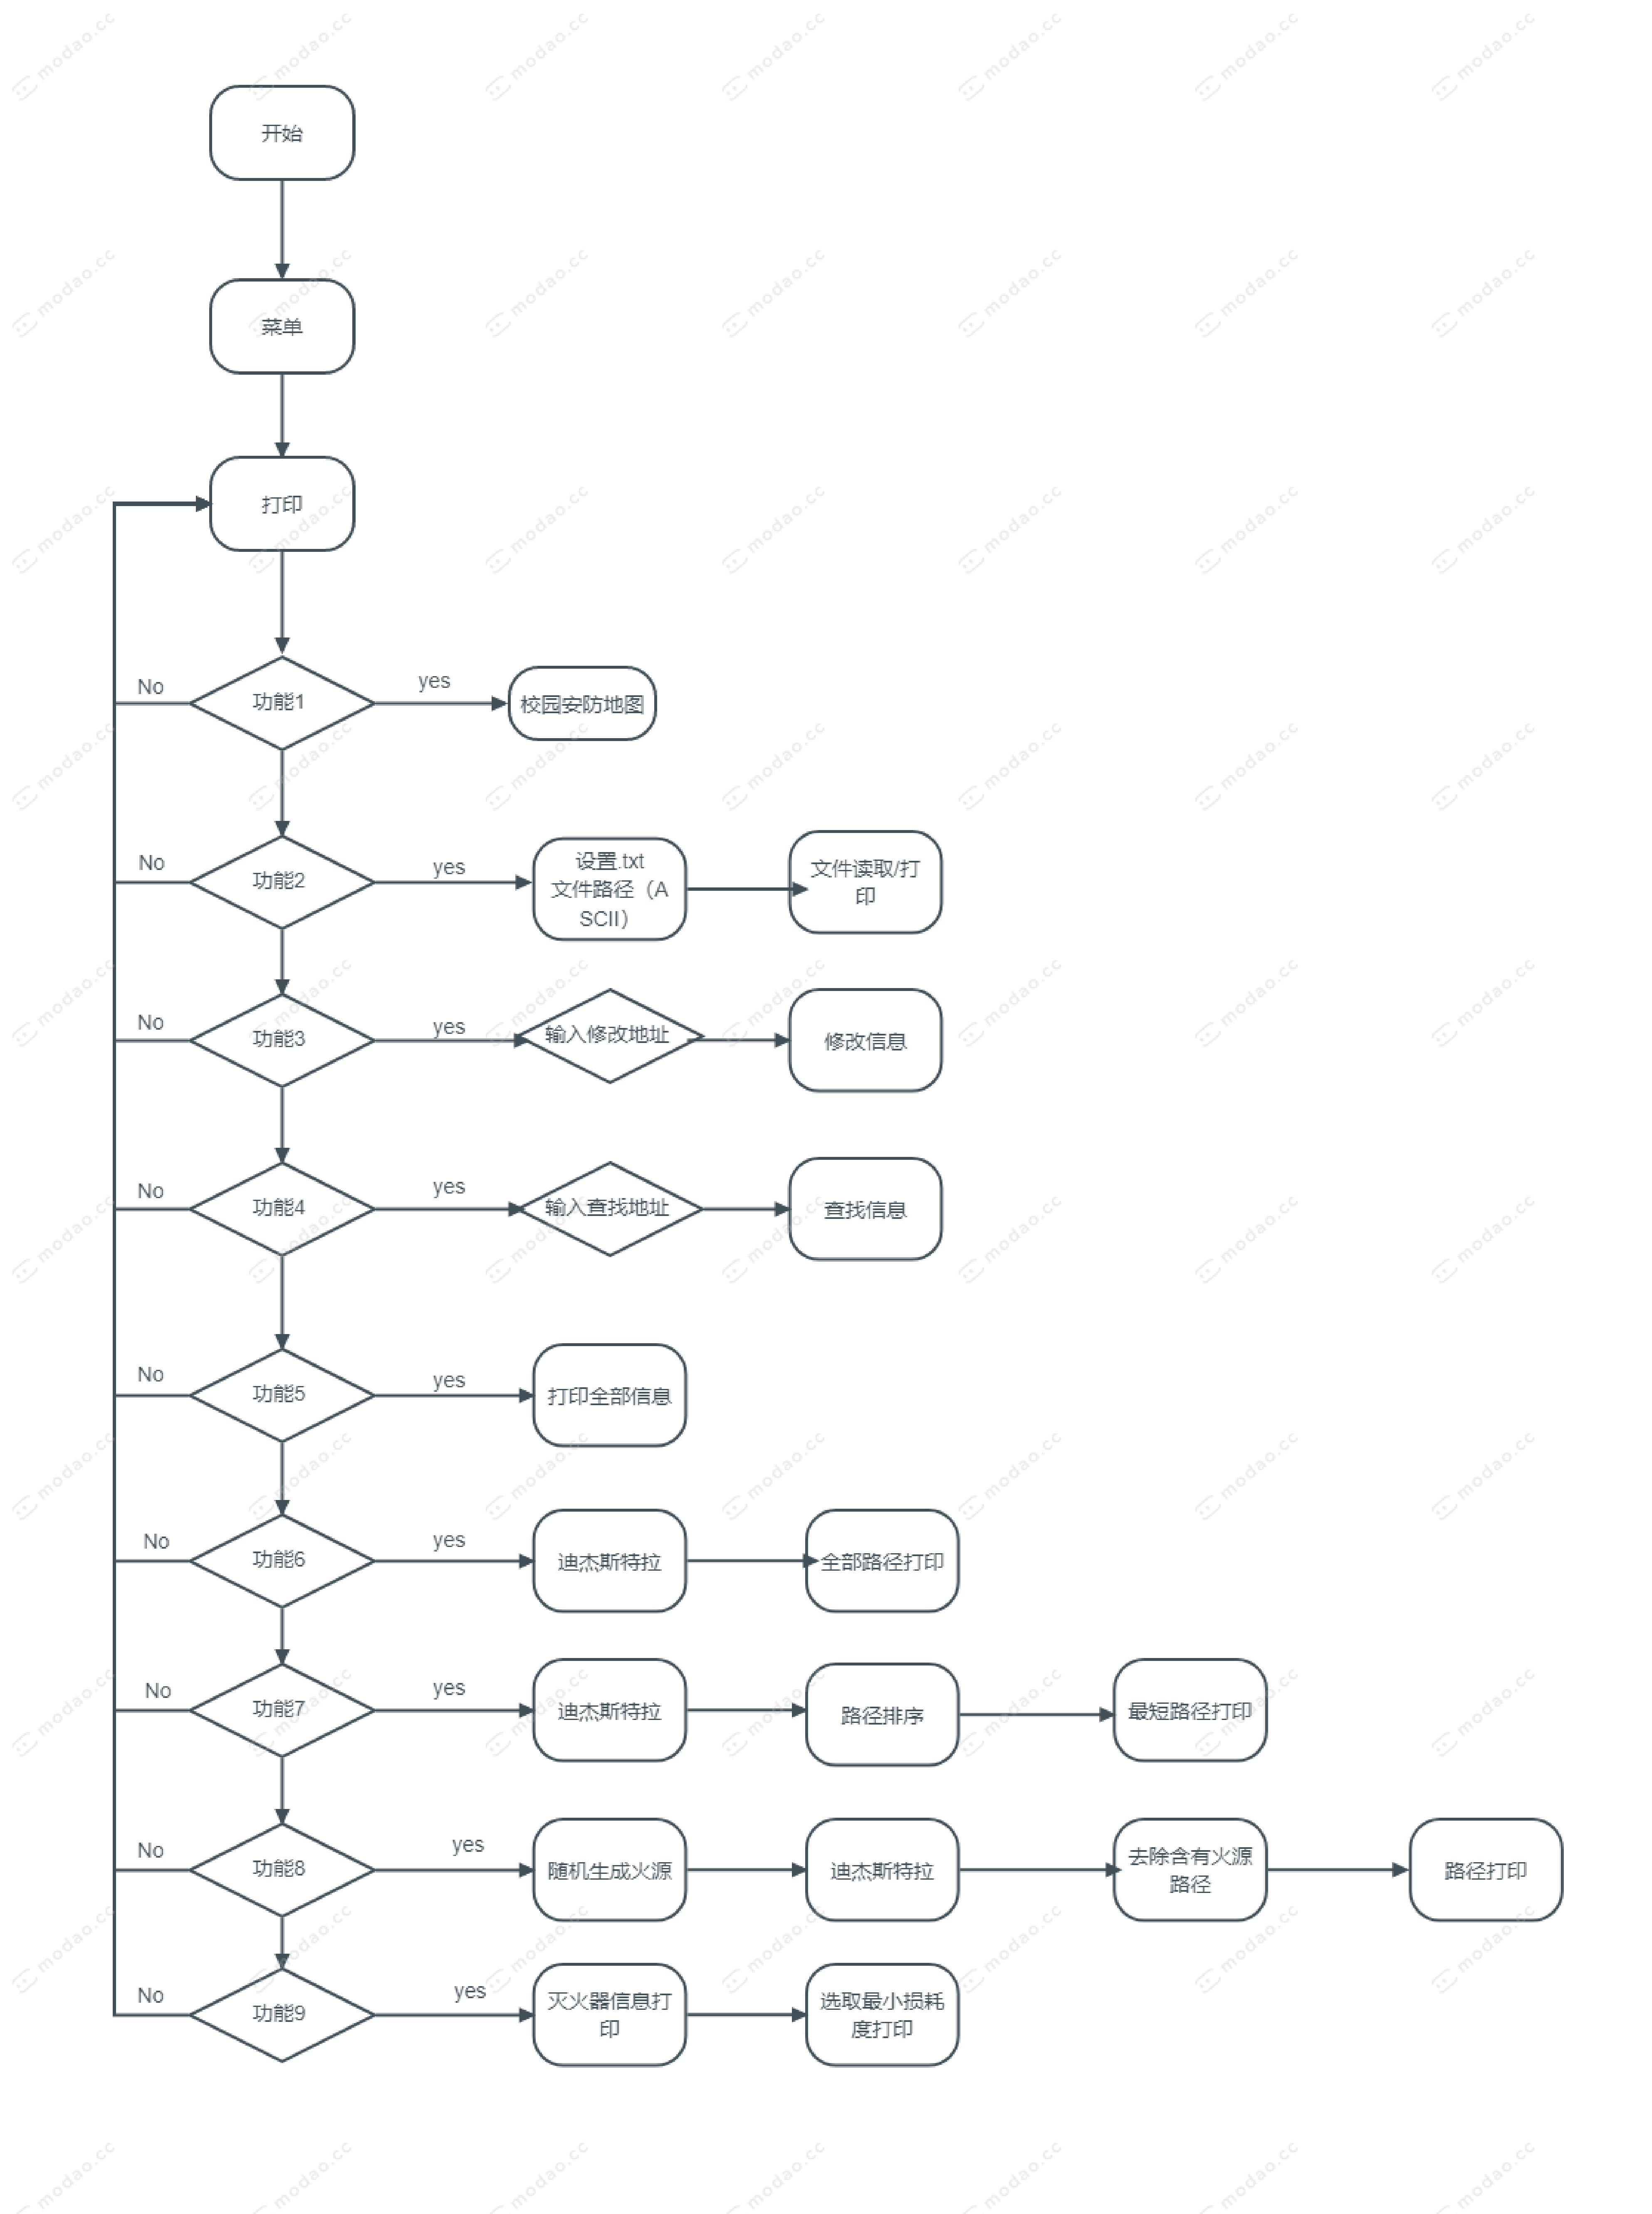 开始
菜单
打印
No
功能1
yes
校园安防地图
No
功能2
yes
设置.txt
文件路径（A
SCII）
文件读取/打
印
No
功能3
yes
输入修改地址
修改信息
No
功能4
yes
输入查找地址
查找信息
No
功能5
yes
打印全部信息
No
功能6
yes
迪杰斯特拉
全部路径打印
No
功能7
yes
迪杰斯特拉
路径排序
最短路径打印
No
功能8
yes
随机生成火源
迪杰斯特拉
去除含有火源
路径
路径打印
No
功能9
yes
灭火器信息打
印
选取最小损耗
度打印
modao.cc